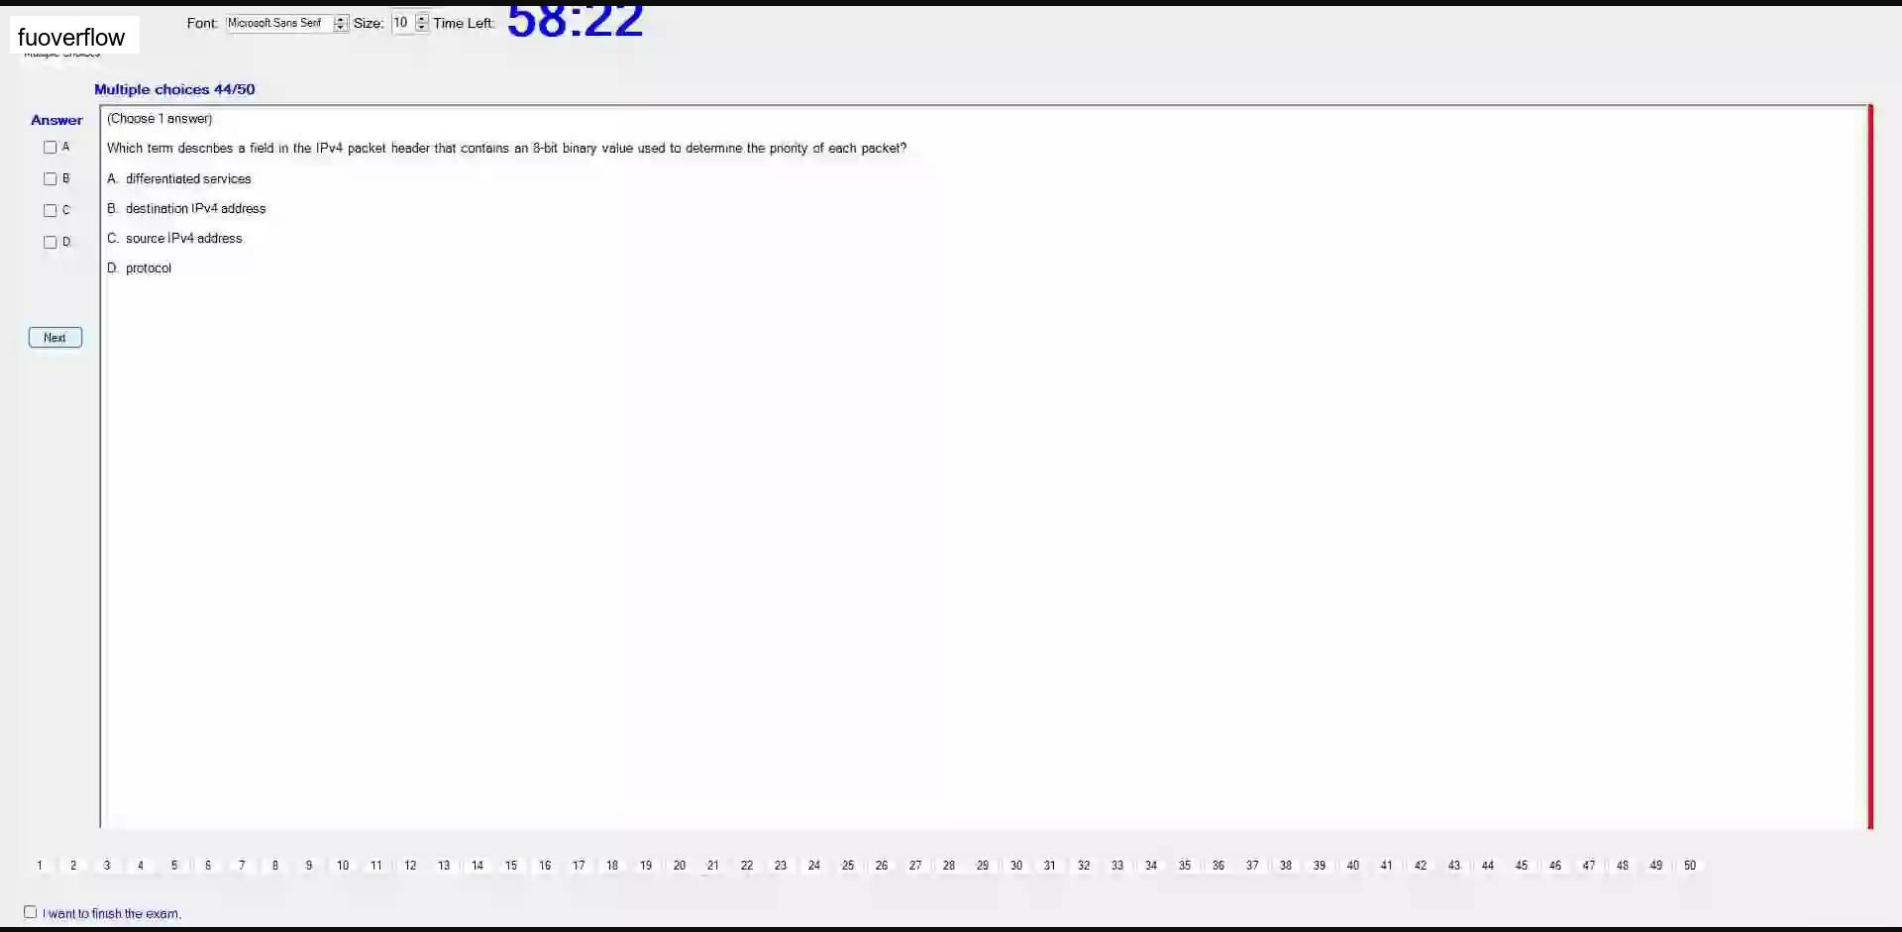 Font: Microsoft Sans Serif Size: 10 Time Left: 58:22
fuoverflow
Multiple choices 44/50
Answer
(Choose 1 answer)
A
Which term describes a field in the IPv4 packet header that contains an 8-bit binary value used to determine the priority of each packet?
B
A. differentiated services
C
B. destination IPv4 address
D
C. source IPv4 address
D. protocol
Next
1 2 3 4 5 6 7 8 9 10 11 12 13 14 15 16 17 18 19 20 21 22 23 24 25 26 27 28 29 30 31 32 33 34 35 36 37 38 39 40 41 42 43 44 45 46 47 48 49 50
I want to finish the exam.